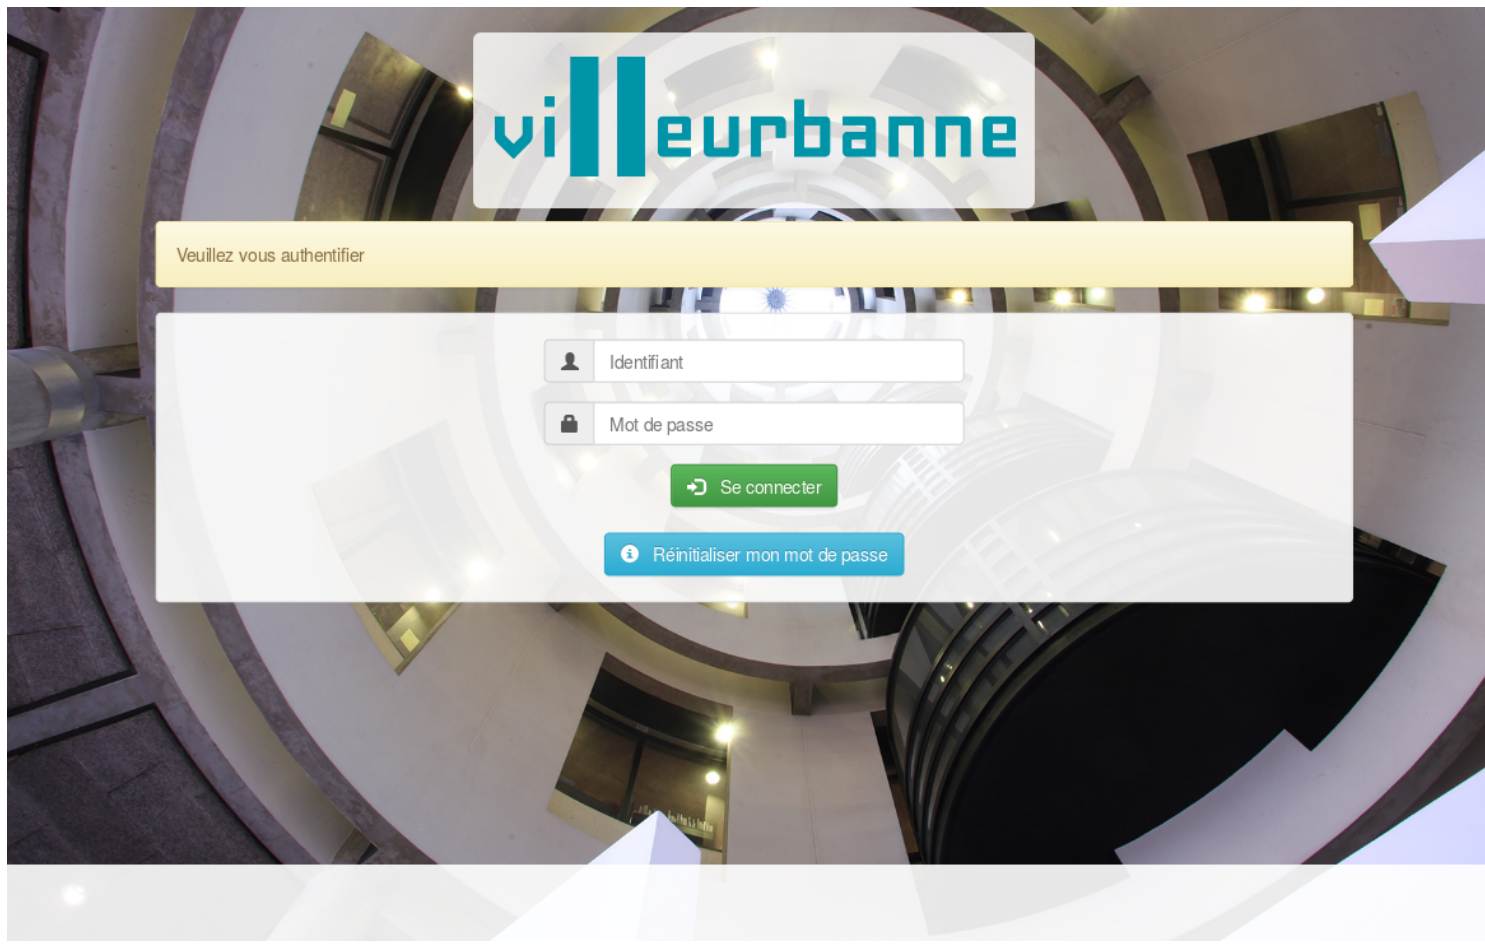 villeurbanne
Veuillez vous authentifier
Identifiant
Mot de passe
Se connecter
Réinitialiser mon mot de passe